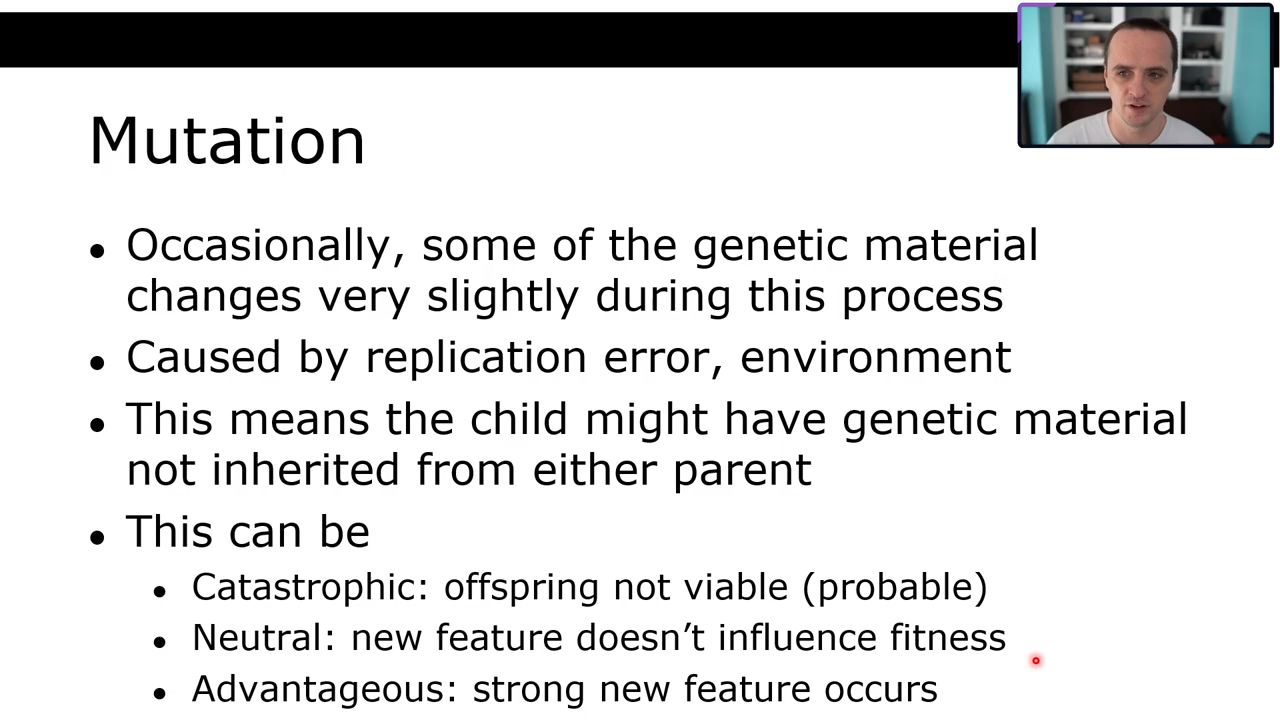 Mutation
• Occasionally, some of the genetic material
changes very slightly during this process
• Caused by replication error, environment
• This means the child might have genetic material
not inherited from either parent
• This can be
• Catastrophic: offspring not viable (probable)
• Neutral: new feature doesn’t influence fitness
• Advantageous: strong new feature occurs